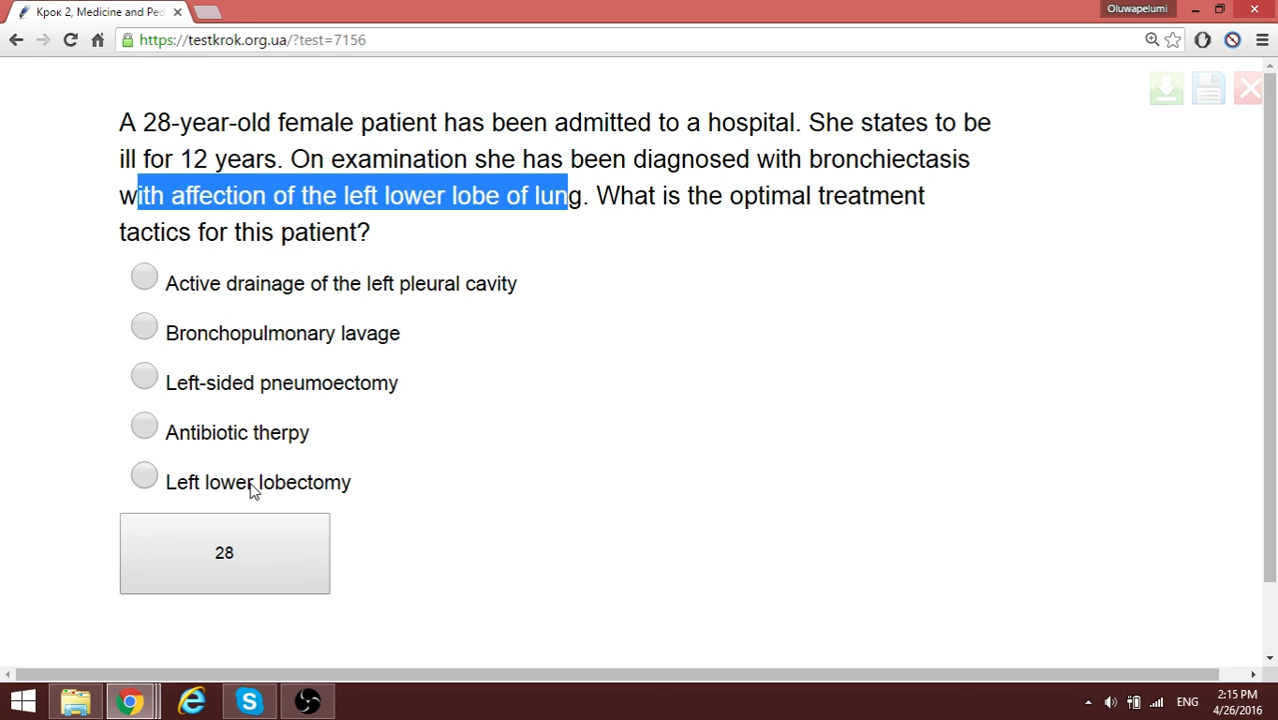 Крок 2, Medicine and Ped
Oluwapelumi
https://testkrok.org.ua/?test=7156
A 28-year-old female patient has been admitted to a hospital. She states to be
ill for 12 years. On examination she has been diagnosed with bronchiectasis
with affection of the left lower lobe of lung. What is the optimal treatment
tactics for this patient?
Active drainage of the left pleural cavity
Bronchopulmonary lavage
Left-sided pneumoectomy
Antibiotic therpy
Left lower lobectomy
28
ENG
2:15 PM
4/26/2016